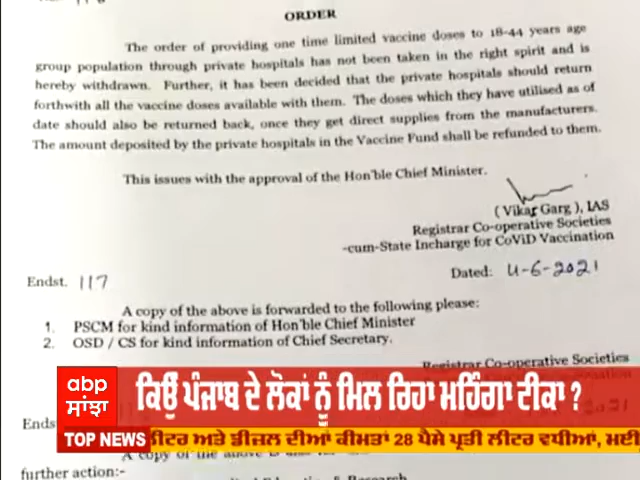 ORDER
The order of providing one time limited vaccine doses to 18-44 years age
group population through private hospitals has not been taken in the right spirit and is
hereby withdrawn. Further, it has been decided that the private hospitals should return
forthwith all the vaccine doses available with them. The doses which they have utilised as of
date should also be returned back, once they get direct supplies from the manufacturers.
The amount deposited by the private hospitals in the Vaccine Fund shall be refunded to them.
This issues with the approval of the Hon'ble Chief Minister.
( Vikar Garg ), IAS
Registrar Co-operative Societies
-cum-State Incharge for CoViD Vaccination
Endst. 117
Dated: 4-6-2021
A copy of the above is forwarded to the following please:
1. PSCM for kind information of Hon'ble Chief Minister
2. OSD / CS for kind information of Chief Secretary.
Registrar Co-operative Societies
abp
ਸਾਂਝਾ
ਕਿਉਂ ਪੰਜਾਬ ਦੇ ਲੋਕਾਂ ਨੂੰ ਮਿਲ ਰਿਹਾ ਮਹਿੰਗਾ ਟੀਕਾ ?
Ends
TOP NEWS
ਲੀਟਰ ਅਤੇ ਡੀਜ਼ਲ ਦੀਆਂ ਕੀਮਤਾਂ 28 ਪੈਸੇ ਪ੍ਰਤੀ ਲੀਟਰ ਵਧੀਆਂ, ਮਈ
A copy of the above is
further action:-